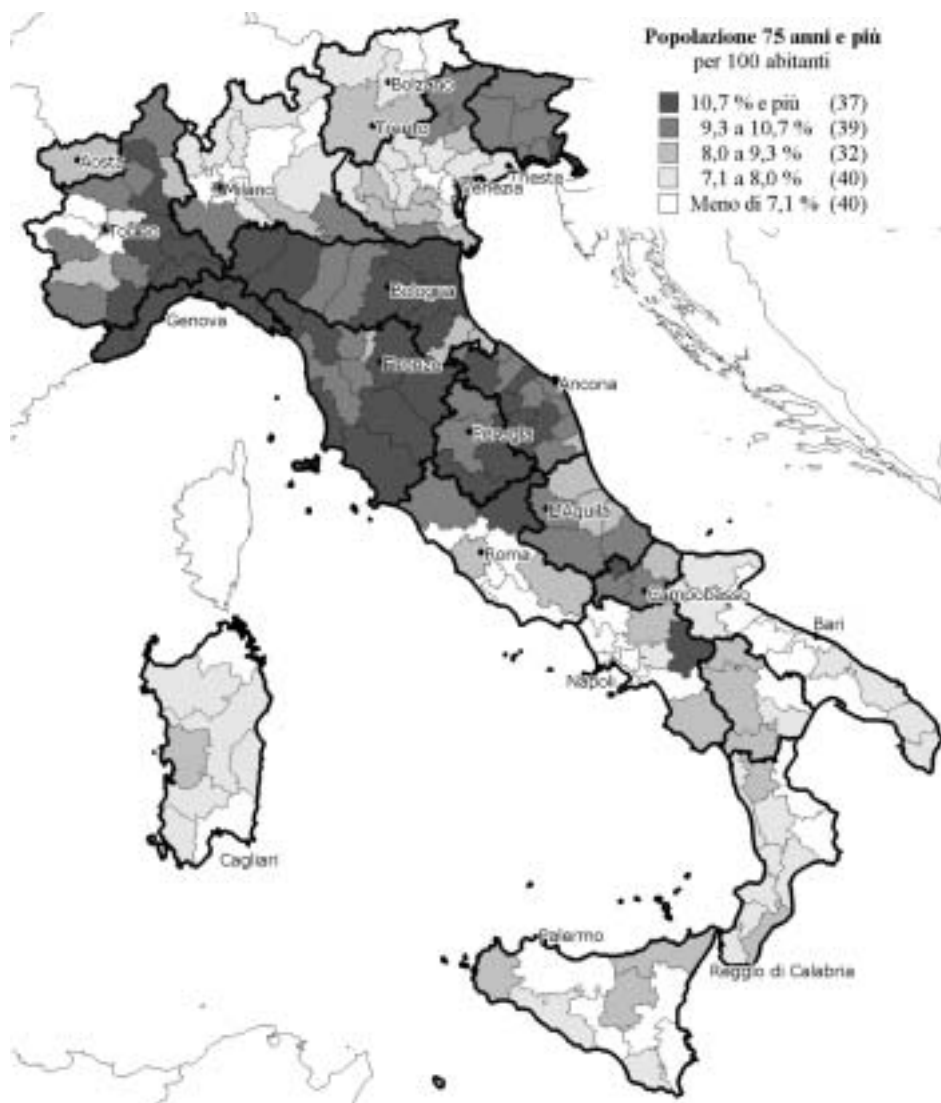 Popolazione 75 anni e più
per 100 abitanti
10,7 % e più (37)
9,3 a 10,7 % (39)
8,0 a 9,3 % (32)
7,1 a 8,0 % (40)
Meno di 7,1 % (40)
Bolzano
Trento
Aosta
Trieste
Venezia
Milano
Torino
Bologna
Genova
Firenze
Ancona
Perugia
L'Aquila
Roma
Campobasso
Bari
Napoli
Cagliari
Palermo
Reggio di Calabria